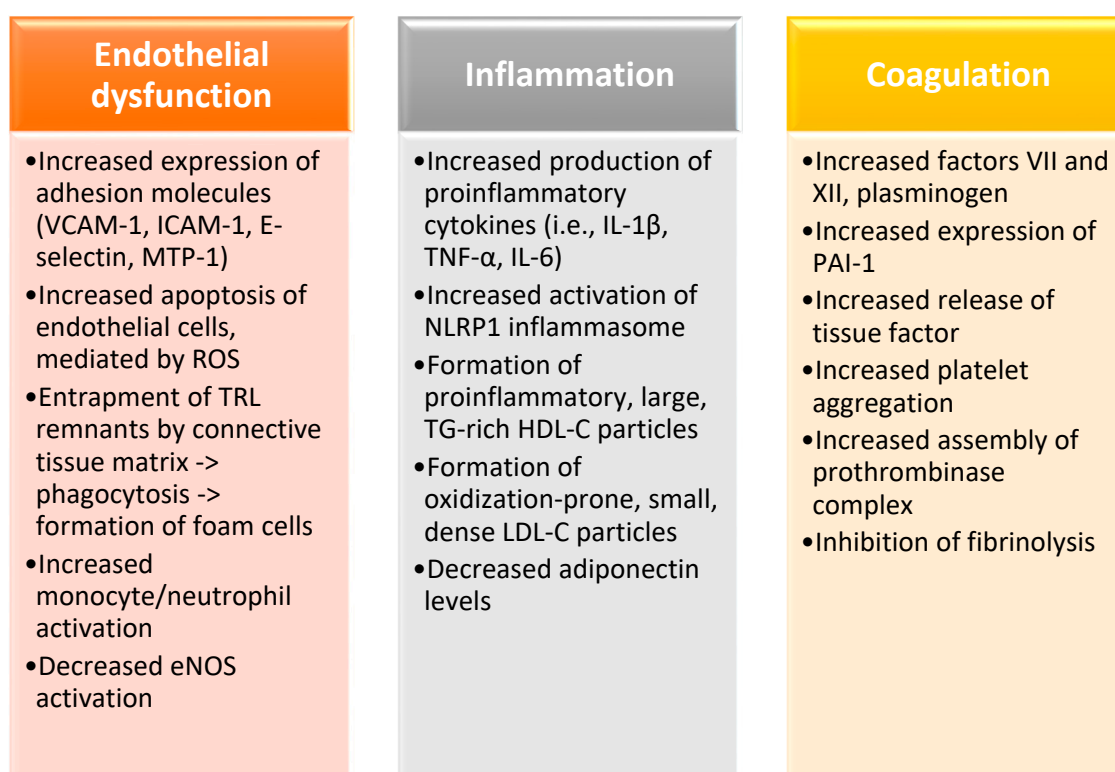 Endothelial
dysfunction
•Increased expression of
adhesion molecules
(VCAM-1, ICAM-1, E-
selectin, MTP-1)
•Increased apoptosis of
endothelial cells,
mediated by ROS
•Entrapment of TRL
remnants by connective
tissue matrix ->
phagocytosis ->
formation of foam cells
•Increased
monocyte/neutrophil
activation
•Decreased eNOS
activation
Inflammation
•Increased production of
proinflammatory
cytokines (i.e., IL-1β,
TNF-α, IL-6)
•Increased activation of
NLRP1 inflammasome
•Formation of
proinflammatory, large,
TG-rich HDL-C particles
•Formation of
oxidization-prone, small,
dense LDL-C particles
•Decreased adiponectin
levels
Coagulation
•Increased factors VII and
XII, plasminogen
•Increased expression of
PAI-1
•Increased release of
tissue factor
•Increased platelet
aggregation
•Increased assembly of
prothrombinase
complex
•Inhibition of fibrinolysis